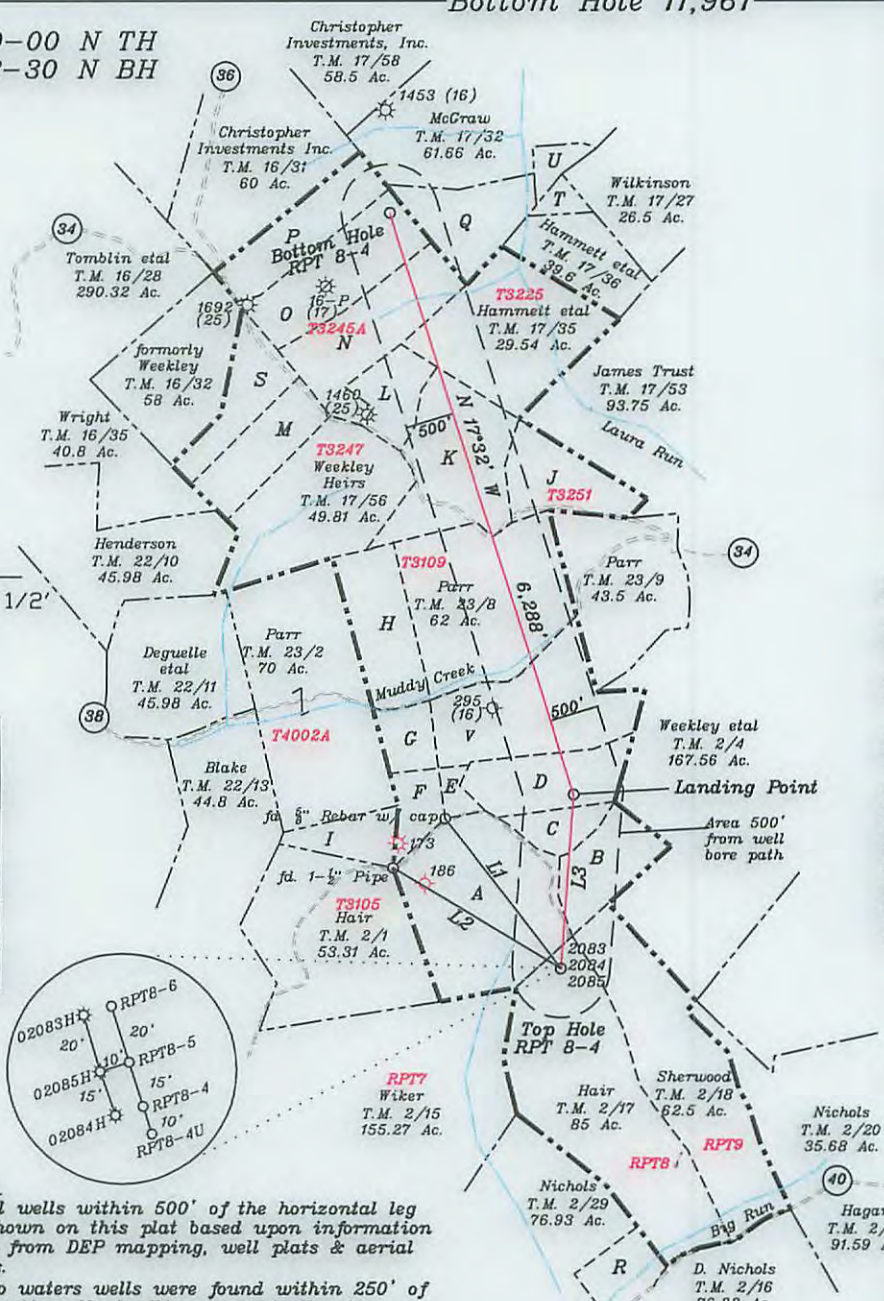 Bottom Hole 17,967
0-00 N TH
2-30 N BH
36
Christopher
Investments, Inc.
T.M. 17/58
58.5 Ac.
1453 (16)
McGraw
T.M. 17/32
61.66 Ac.
Christopher
Investments Inc.
T.M. 16/31
60 Ac.
U
T
Wilkinson
T.M. 17/27
26.5 Ac.
34
Tomblin etal
T.M. 16/28
290.32 Ac.
P
Bottom Hole
RPT 8-4
Q
Hammett etal
T.M. 17/36
39.6 Ac.
1692
(25)
O
16-P
(17)
T3245A
N
T3225
Hammett etal
T.M. 17/35
29.54 Ac.
formorly
Weekley
T.M. 16/32
58 Ac.
S
L
James Trust
T.M. 17/53
93.75 Ac.
Laura Run
Wright
T.M. 16/35
40.8 Ac.
M
1460
(25)
500'
K
N 17°32' W
T3247
Weekley
Heirs
T.M. 17/56
49.81 Ac.
J
T3251
Henderson
T.M. 22/10
45.98 Ac.
34
1/2'
T3109
Parr
T.M. 23/8
62 Ac.
6,288'
Parr
T.M. 23/9
43.5 Ac.
H
Deguelle
etal
T.M. 22/11
45.98 Ac.
Parr
T.M. 23/2
70 Ac.
Muddy Creek
38
T4002A
295
(16)
500'
G
V
Weekley etal
T.M. 2/4
167.56 Ac.
Blake
T.M. 22/13
44.8 Ac.
F
E
D
Landing Point
fd. 5/8" Rebar w/ cap
C
Area 500'
from well
bore path
I
173
B
fd. 1-1/2" Pipe
186
L1
A
L3
L2
T3105
Hair
T.M. 2/1
53.31 Ac.
2083
2084
2085
Top Hole
RPT 8-4
02083H
RPT8-6
20'
20'
02085H
10'
RPT8-5
15'
15'
RPT8-4
02084H
10'
RPT8-4U
RPT7
Wiker
T.M. 2/15
155.27 Ac.
Hair
T.M. 2/17
85 Ac.
Sherwood
T.M. 2/18
62.5 Ac.
RPT8
RPT9
Nichols
T.M. 2/20
35.68 Ac.
40
Nichols
T.M. 2/29
76.93 Ac.
Big Run
T.M. 2/
91.59
R
D. Nichols
T.M. 2/16
wells within 500' of the horizontal leg
hown on this plat based upon information
from DEP mapping, well plats & aerial
waters wells were found within 250' of